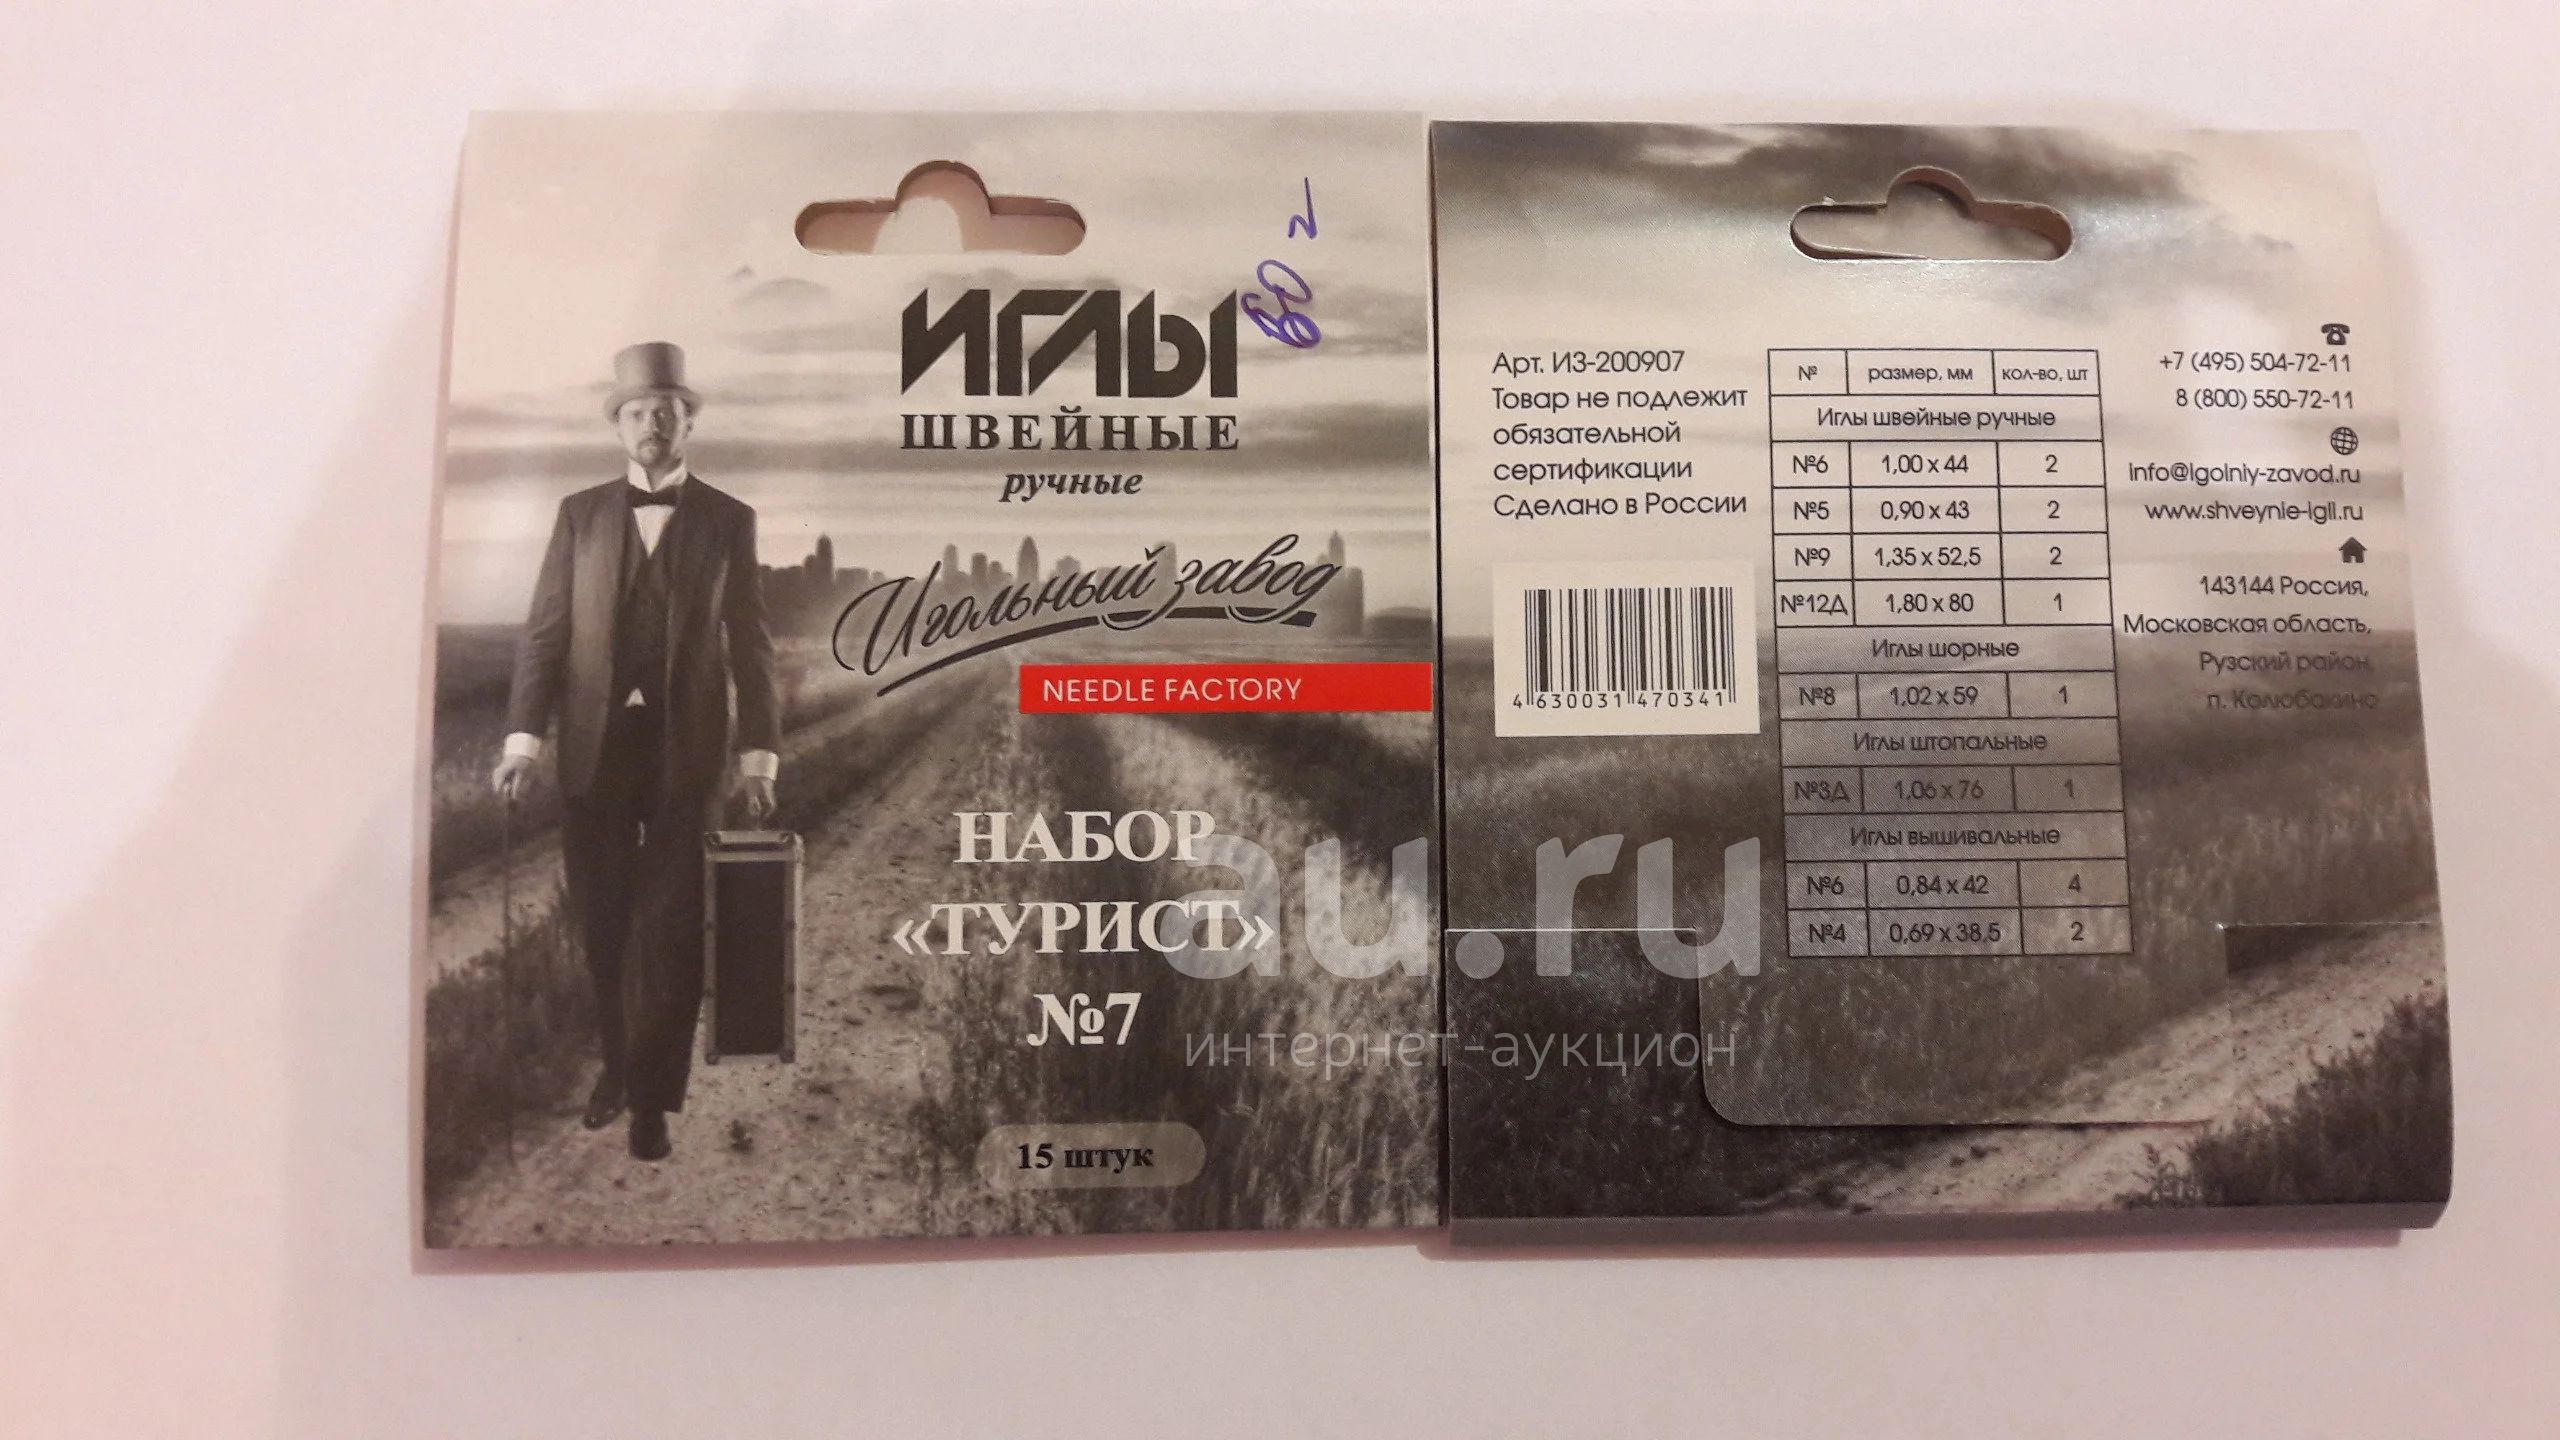 ИГЛЫ
ШВЕЙНЫЕ
ручные
Игольный завод
NEEDLE FACTORY
НАБОР
«ТУРИСТ»
№7
15 штук
Арт. ИЗ-200907
Товар не подлежит
обязательной
сертификации
Сделано в России
4 630031 470341
№ размер, мм кол-во, шт
Иглы швейные ручные
№6 1,00 x 44 2
№5 0,90 x 43 2
№9 1,35 x 52,5 2
№12Д 1,80 x 80 1
Иглы шорные
№8 1,02 x 59 1
Иглы штопальные
№3Д 1,06 x 76 1
Иглы вышивальные
№6 0,84 x 42 4
№4 0,69 x 38,5 2
+7 (495) 504-72-11
8 (800) 550-72-11
info@igolniy-zavod.ru
www.shveynie-igli.ru
143144 Россия,
Московская область,
Рузский район,
п. Колюбакино
au.ru
интернет-аукцион